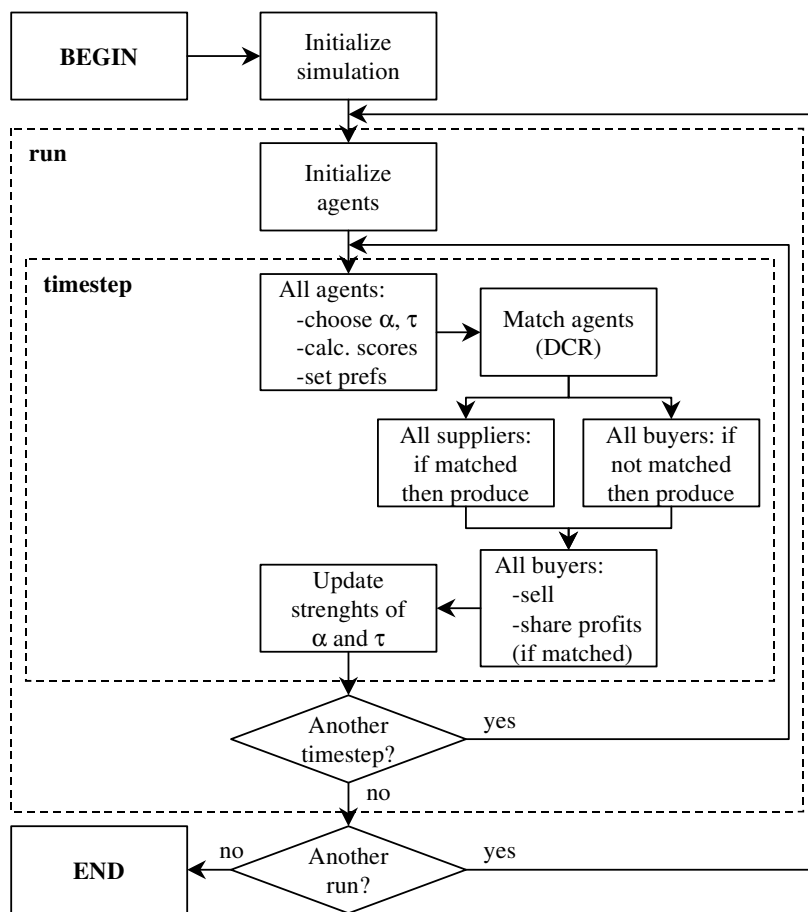 BEGIN
Initialize
simulation
run
Initialize
agents
timestep
All agents:
-choose α, τ
-calc. scores
-set prefs
Match agents
(DCR)
All suppliers:
if matched
then produce
All buyers: if
not matched
then produce
All buyers:
-sell
-share profits
(if matched)
Update
strenghts of
α and τ
Another
timestep?
yes
no
Another
run?
yes
no
END